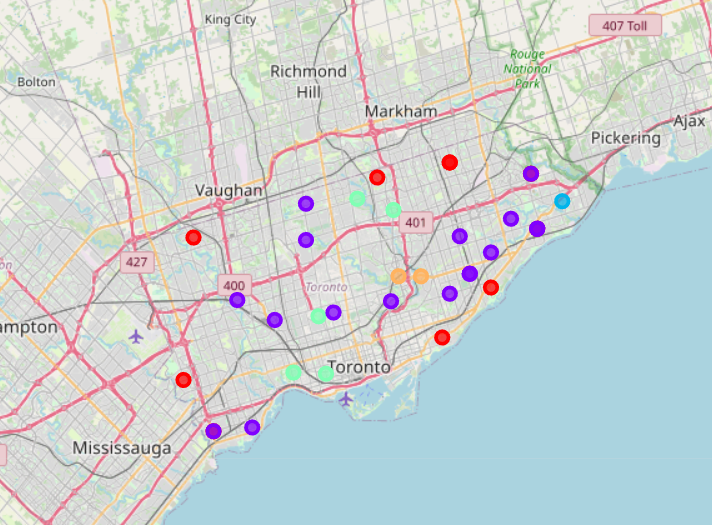 King City
407 Toll
Rouge
National
Park
Bolton
Richmond
Hill
Markham
Ajax
Pickering
Vaughan
401
427
400
Toronto
ampton
Toronto
Mississauga